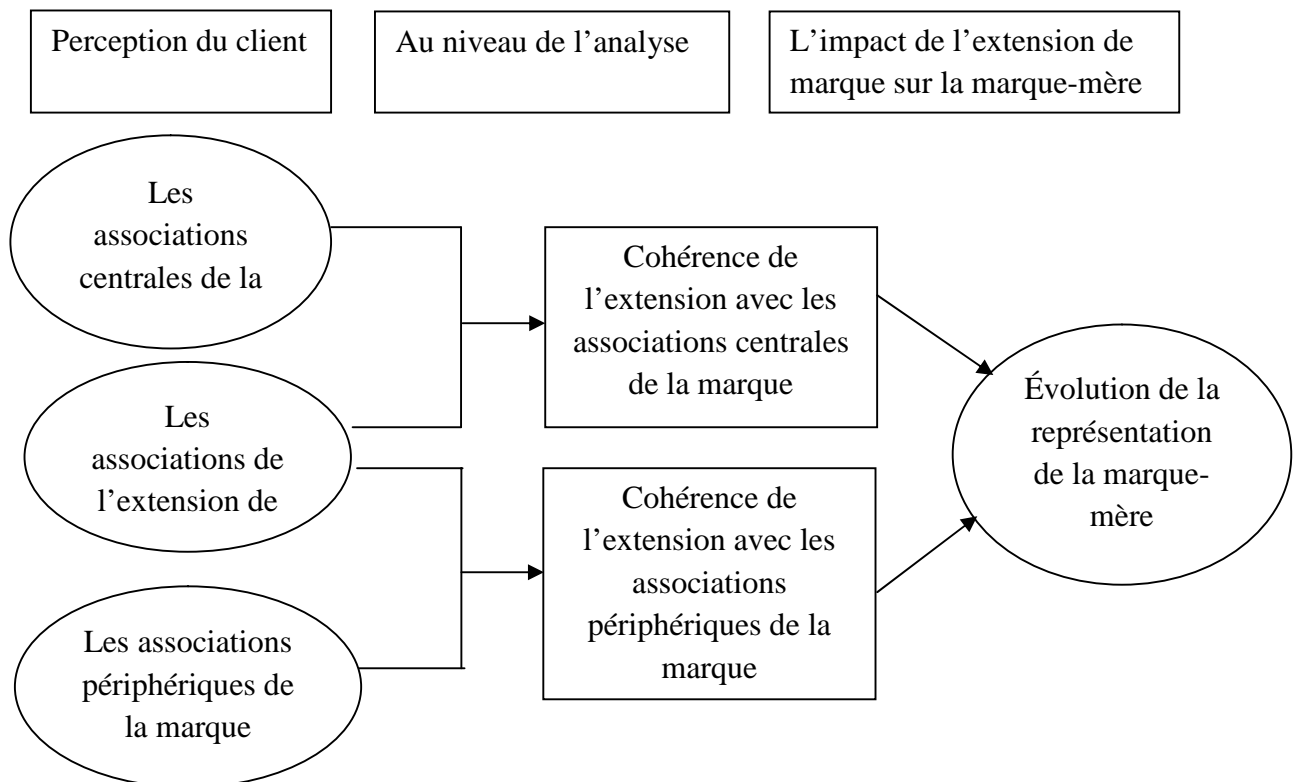 Perception du client
Au niveau de l’analyse
L’impact de l’extension de
marque sur la marque-mère
Les
associations
centrales de la
Cohérence de
l’extension avec les
associations centrales
de la marque
Les
associations de
l’extension de
Évolution de la
représentation
de la marque-
mère
Cohérence de
l’extension avec les
associations
périphériques de la
marque
Les associations
périphériques de
la marque